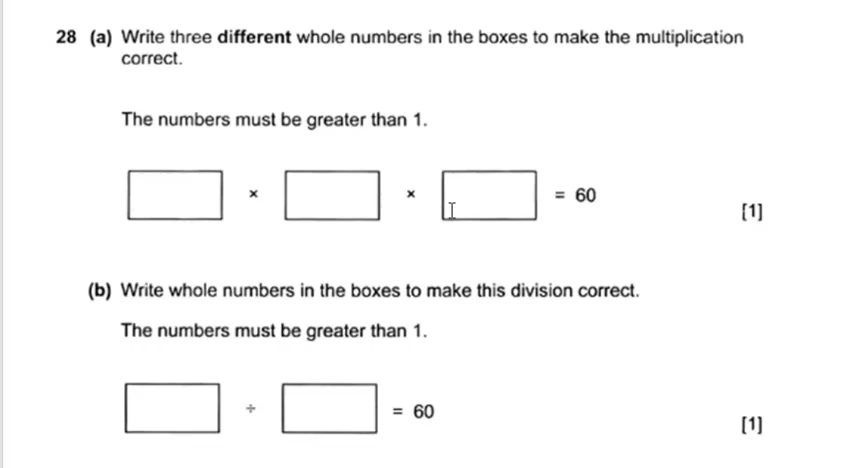 28 (a) Write three different whole numbers in the boxes to make the multiplication
correct.
The numbers must be greater than 1.
× × = 60
[1]
(b) Write whole numbers in the boxes to make this division correct.
The numbers must be greater than 1.
÷ = 60
[1]